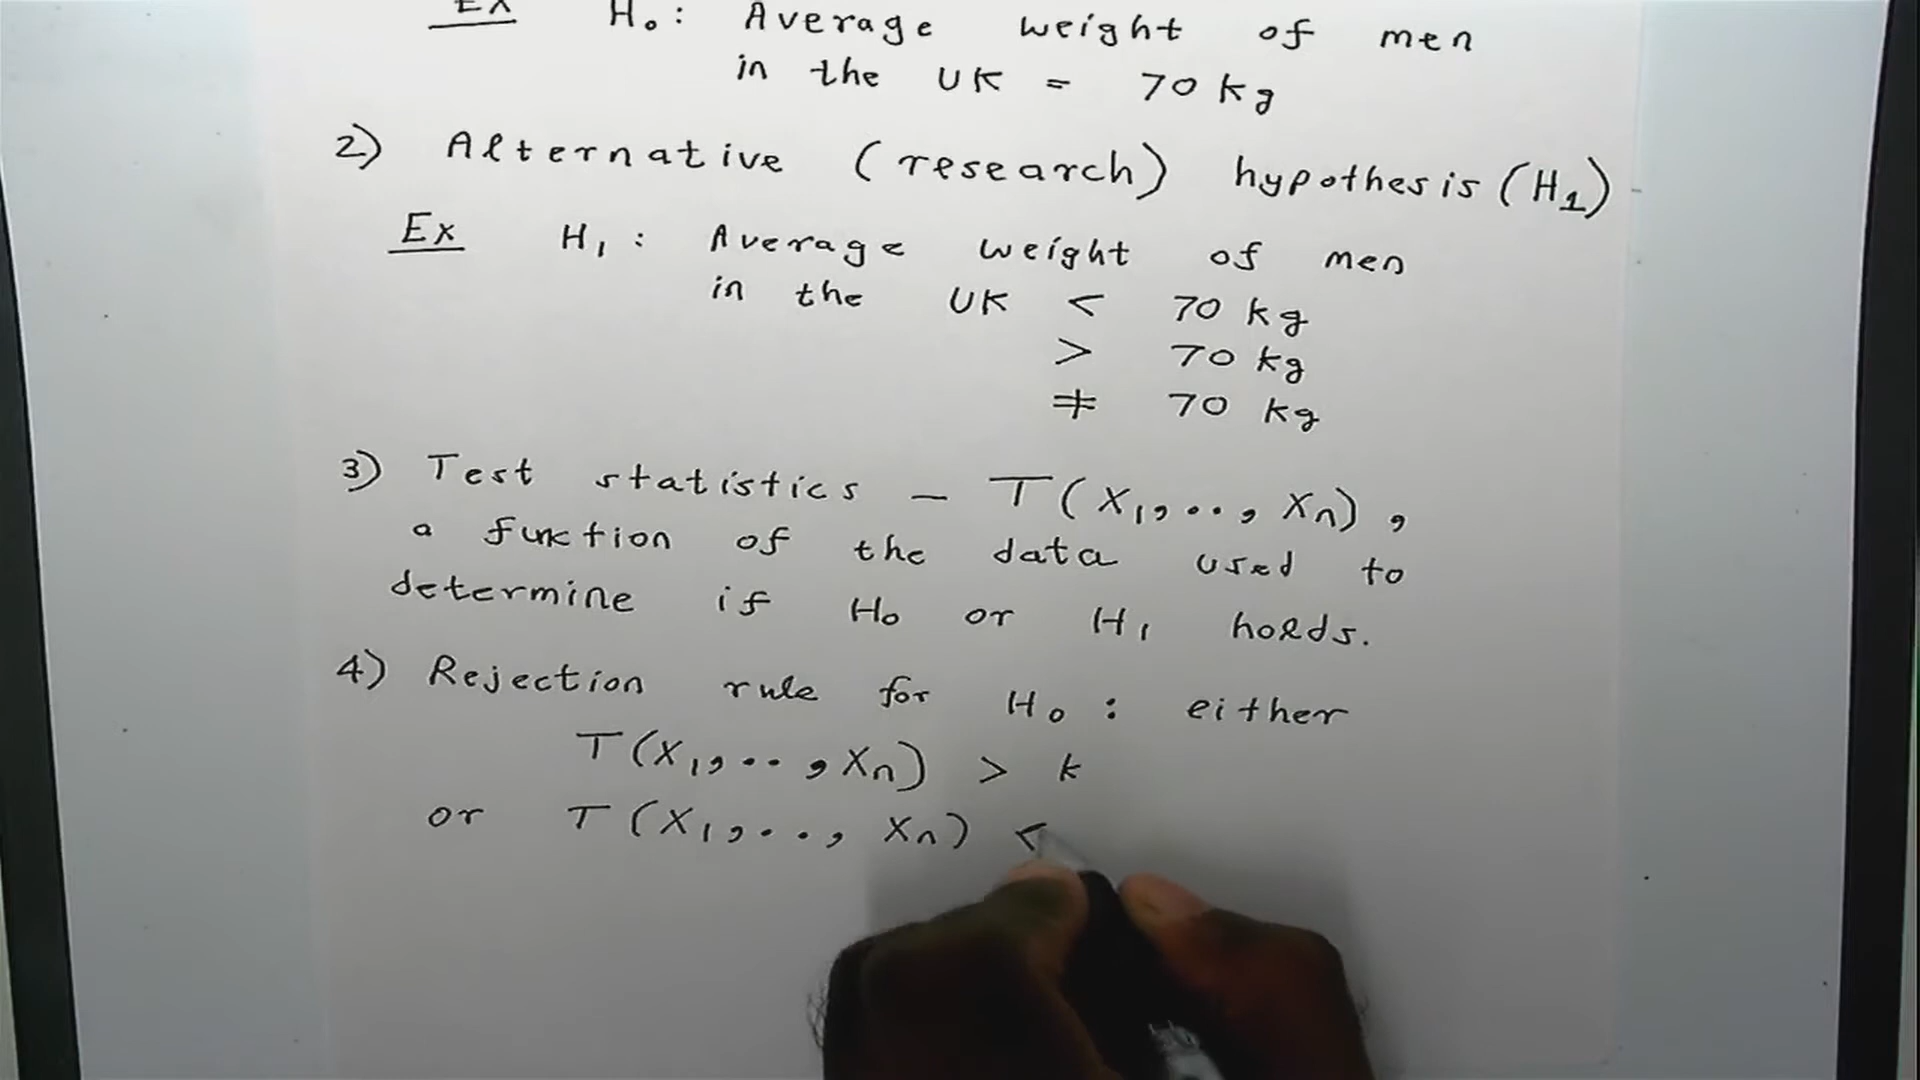 Ex H₀ : Average weight of men
in the UK = 70 kg
2) Alternative (research) hypothesis (H₁)
Ex H₁ : Average weight of men
in the UK < 70 kg
> 70 kg
≠ 70 kg
3) Test statistics – T(X₁,..,Xₙ),
a function of the data used to
determine if H₀ or H₁ holds.
4) Rejection rule for H₀ : either
T(X₁,..,Xₙ) > k
or T(X₁,..,Xₙ) <